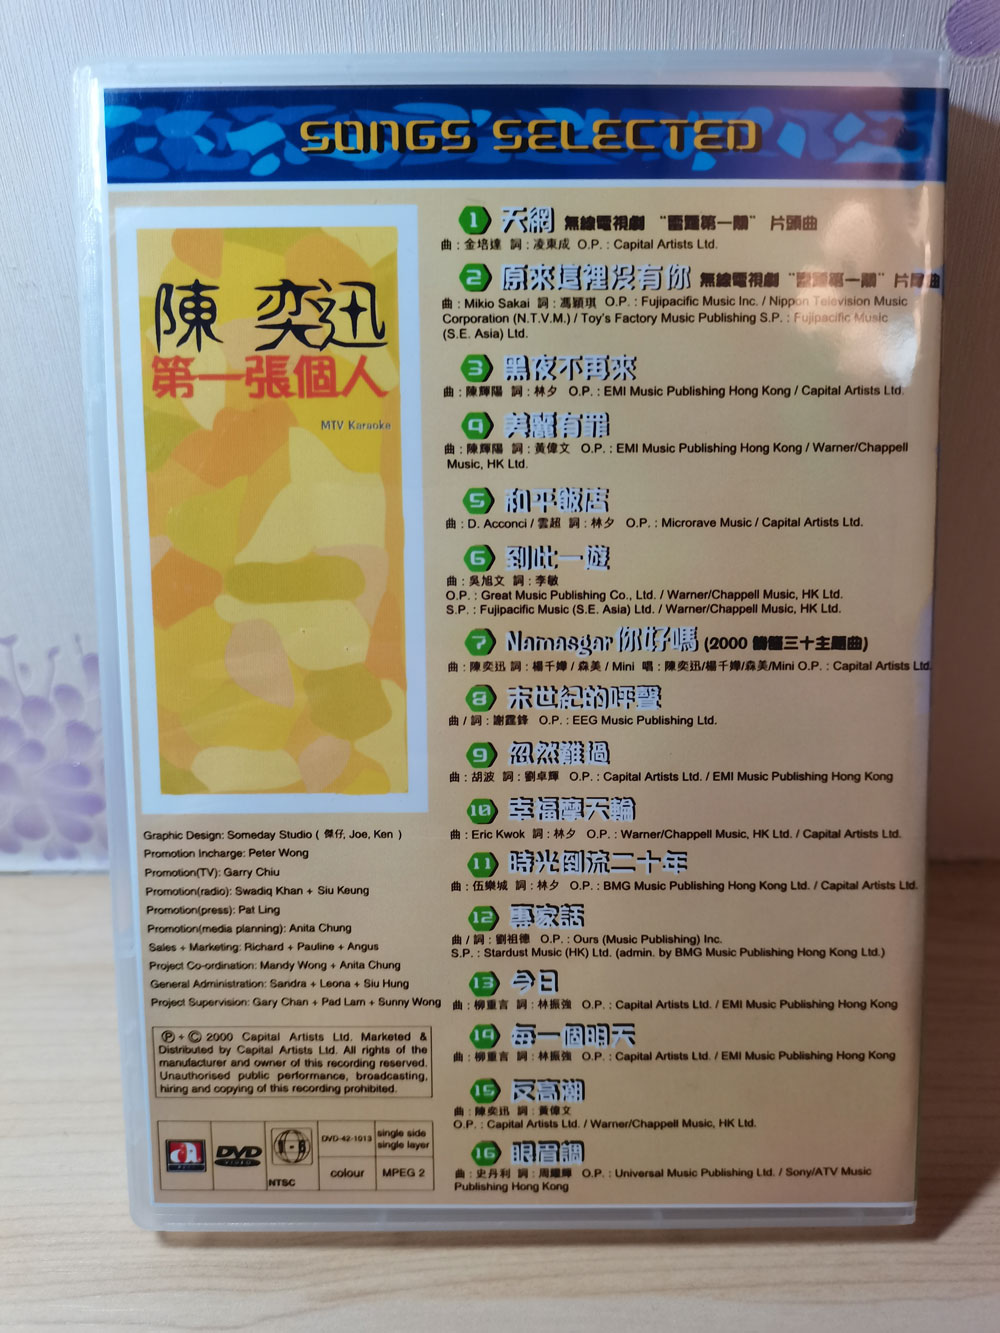 SONGS SELECTED
陳 奕迅
第一張個人
MTV Karaoke
Graphic Design: Someday Studio ( 傑仔, Joe, Ken )
Promotion Incharge: Peter Wong
Promotion(TV): Garry Chiu
Promotion(radio): Swadiq Khan + Siu Keung
Promotion(press): Pat Ling
Promotion(media planning): Anita Chung
Sales + Marketing: Richard + Pauline + Angus
Project Co-ordination: Mandy Wong + Anita Chung
General Administration: Sandra + Leona + Siu Hung
Project Supervision: Gary Chan + Pad Lam + Sunny Wong
Ⓟ + © 2000 Capital Artists Ltd. Marketed &
Distributed by Capital Artists Ltd. All rights of the
manufacturer and owner of this recording reserved.
Unauthorised public performance, broadcasting,
hiring and copying of this recording prohibited.
DVD VIDEO
NTSC
DVD-42-1013
single side
single layer
colour
MPEG 2
1 天網 無線電視劇 “雷霆第一關” 片頭曲
曲 : 金培達 詞 : 凌東成 O.P. : Capital Artists Ltd.
2 原來這裡沒有你 無線電視劇 “雷霆第一關” 片尾曲
曲 : Mikio Sakai 詞 : 馮穎琪 O.P. : Fujipacific Music Inc. / Nippon Television Music
Corporation (N.T.V.M.) / Toy's Factory Music Publishing S.P. : Fujipacific Music
(S.E. Asia) Ltd.
3 黑夜不再來
曲 : 陳輝陽 詞 : 林夕 O.P. : EMI Music Publishing Hong Kong / Capital Artists Ltd.
4 美麗有罪
曲 : 陳輝陽 詞 : 黃偉文 O.P. : EMI Music Publishing Hong Kong / Warner/Chappell
Music, HK Ltd.
5 和平飯店
曲 : D. Acconci / 雲超 詞 : 林夕 O.P. : Microrave Music / Capital Artists Ltd.
6 到此一遊
曲 : 吳旭文 詞 : 李敏
O.P. : Great Music Publishing Co., Ltd. / Warner/Chappell Music, HK Ltd.
S.P. : Fujipacific Music (S.E. Asia) Ltd. / Warner/Chappell Music, HK Ltd.
7 Namasgar 你好嗎 (2000 饑饉三十主題曲)
曲 : 陳奕迅 詞 : 楊千嬅 / 森美 / Mini 唱 : 陳奕迅/楊千嬅/森美/Mini O.P. : Capital Artists Ltd.
8 末世紀的呼聲
曲 / 詞 : 謝霆鋒 O.P. : EEG Music Publishing Ltd.
9 忽然難過
曲 : 胡波 詞 : 劉卓輝 O.P. : Capital Artists Ltd. / EMI Music Publishing Hong Kong
10 幸福摩天輪
曲 : Eric Kwok 詞 : 林夕 O.P. : Warner/Chappell Music, HK Ltd. / Capital Artists Ltd.
11 時光到流二十年
曲 : 伍樂城 詞 : 林夕 O.P. : BMG Music Publishing Hong Kong Ltd. / Capital Artists Ltd.
12 專家話
曲 / 詞 : 劉祖德 O.P. : Ours (Music Publishing) Inc.
S.P. : Stardust Music (HK) Ltd. (admin. by BMG Music Publishing Hong Kong Ltd.)
13 今日
曲 : 柳重言 詞 : 林振強 O.P. : Capital Artists Ltd. / EMI Music Publishing Hong Kong
14 每一個明天
曲 : 柳重言 詞 : 林振強 O.P. : Capital Artists Ltd. / EMI Music Publishing Hong Kong
15 反高潮
曲 : 陳奕迅 詞 : 黃偉文
O.P. : Capital Artists Ltd. / Warner/Chappell Music, HK Ltd.
16 眼眉調
曲 : 史丹利 詞 : 周耀輝 O.P. : Universal Music Publishing Ltd. / Sony/ATV Music
Publishing Hong Kong